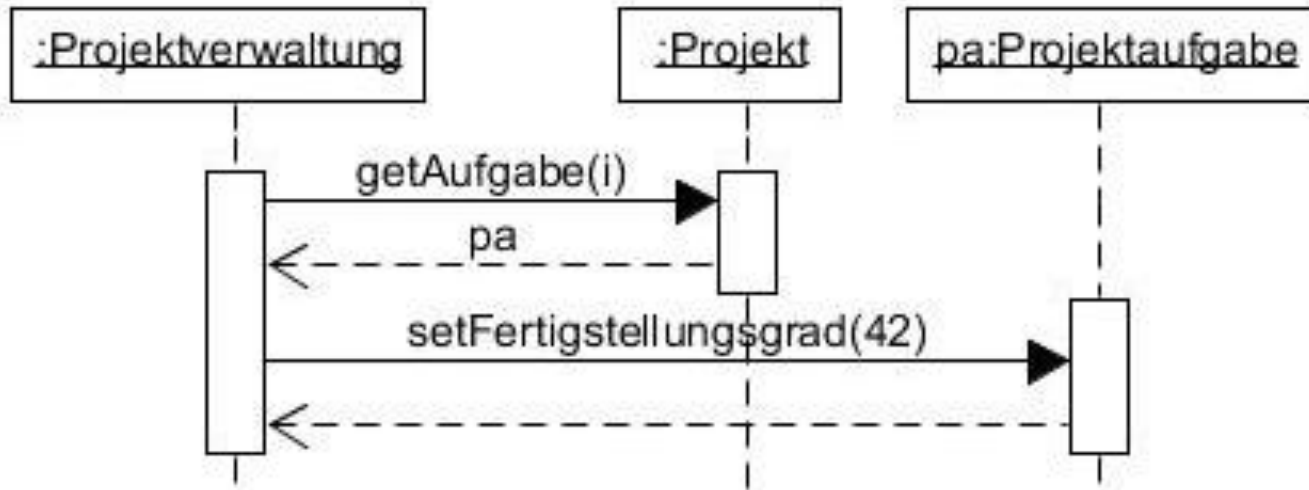 :Projektverwaltung
:Projekt
pa:Projektaufgabe
getAufgabe(i)
pa
setFertigstellungsgrad(42)